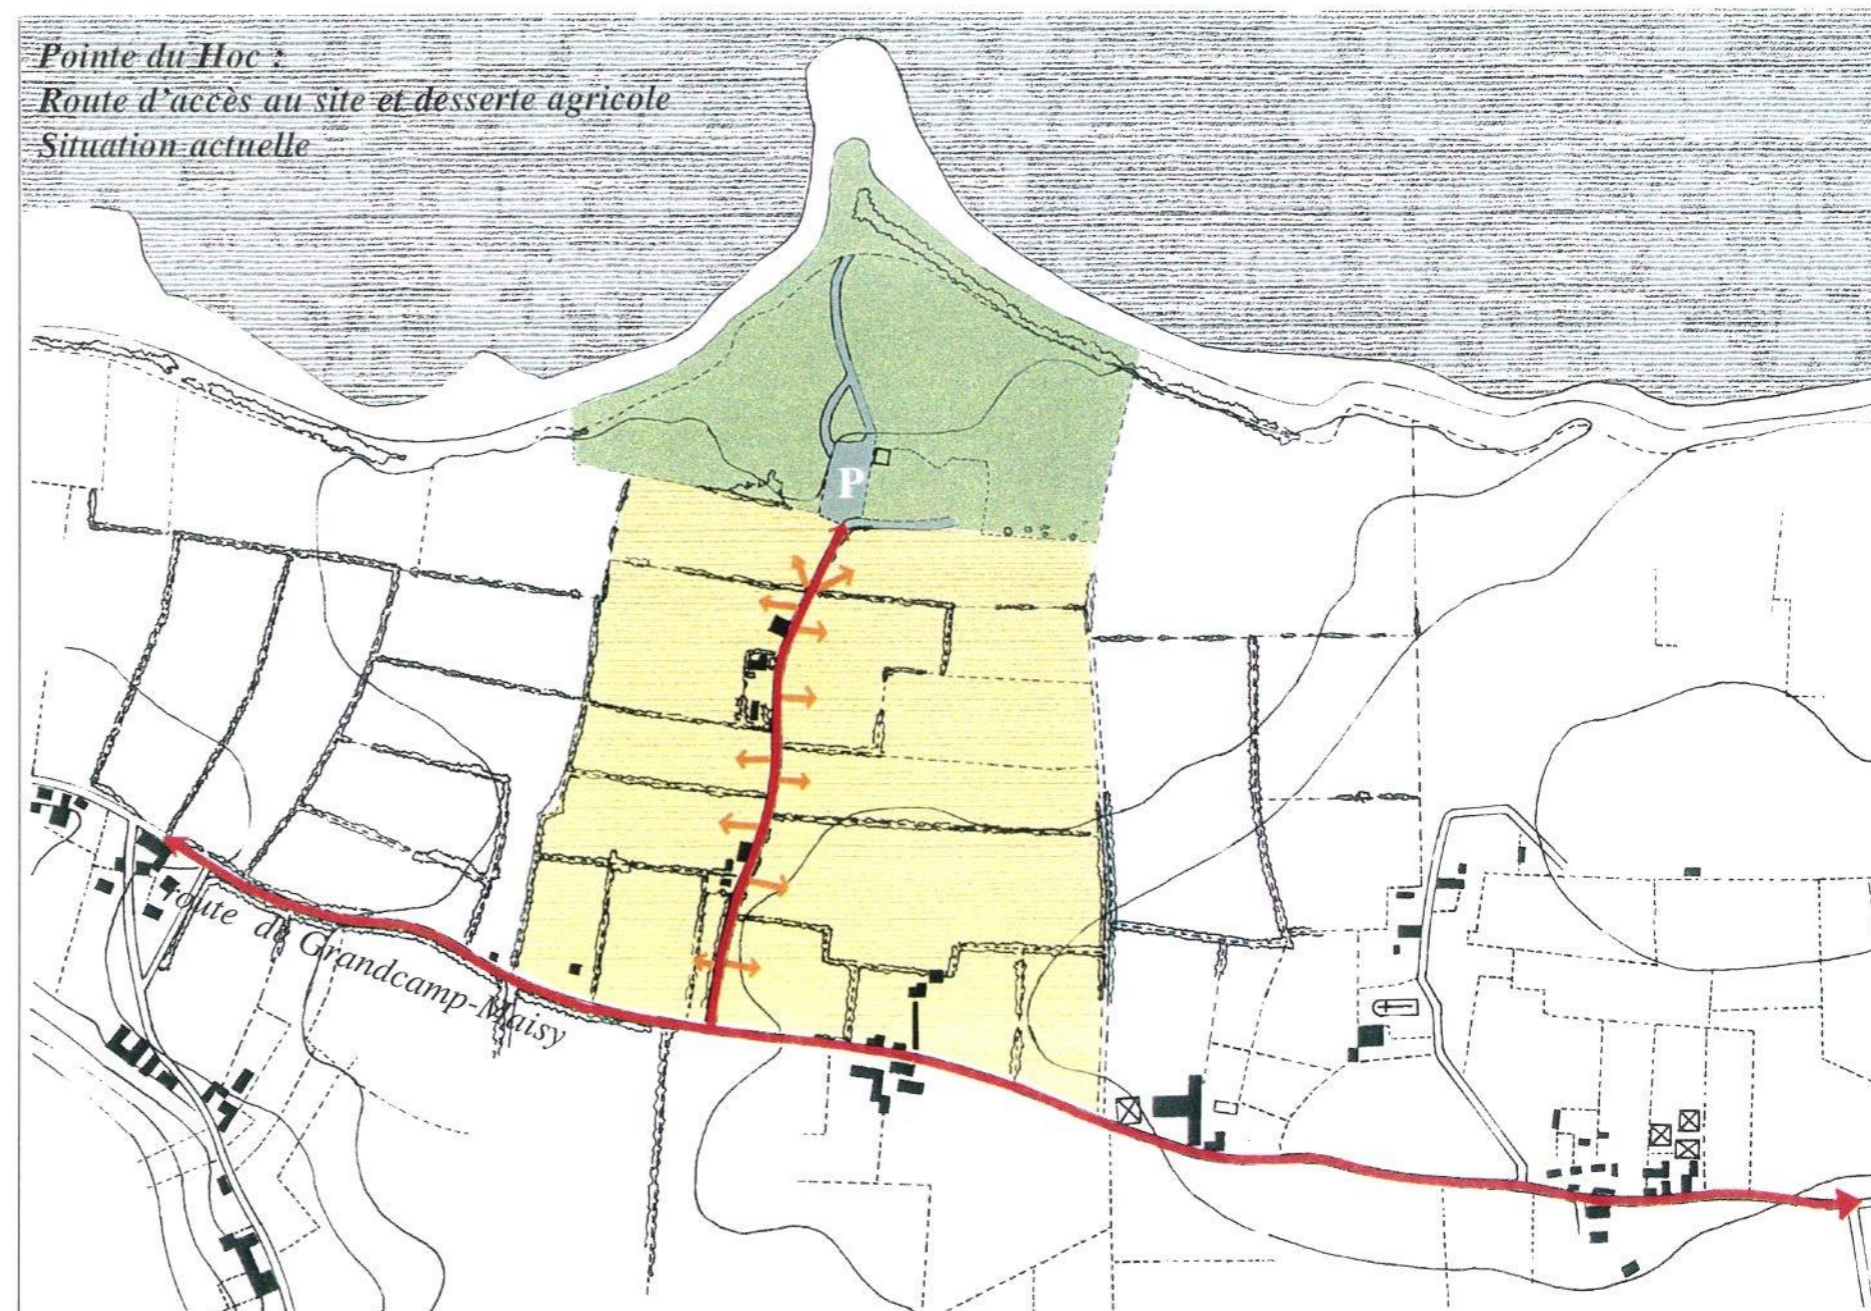 Pointe du Hoc :
Route d'accès au site et desserte agricole
Situation actuelle
P
route de Grandcamp-Maisy